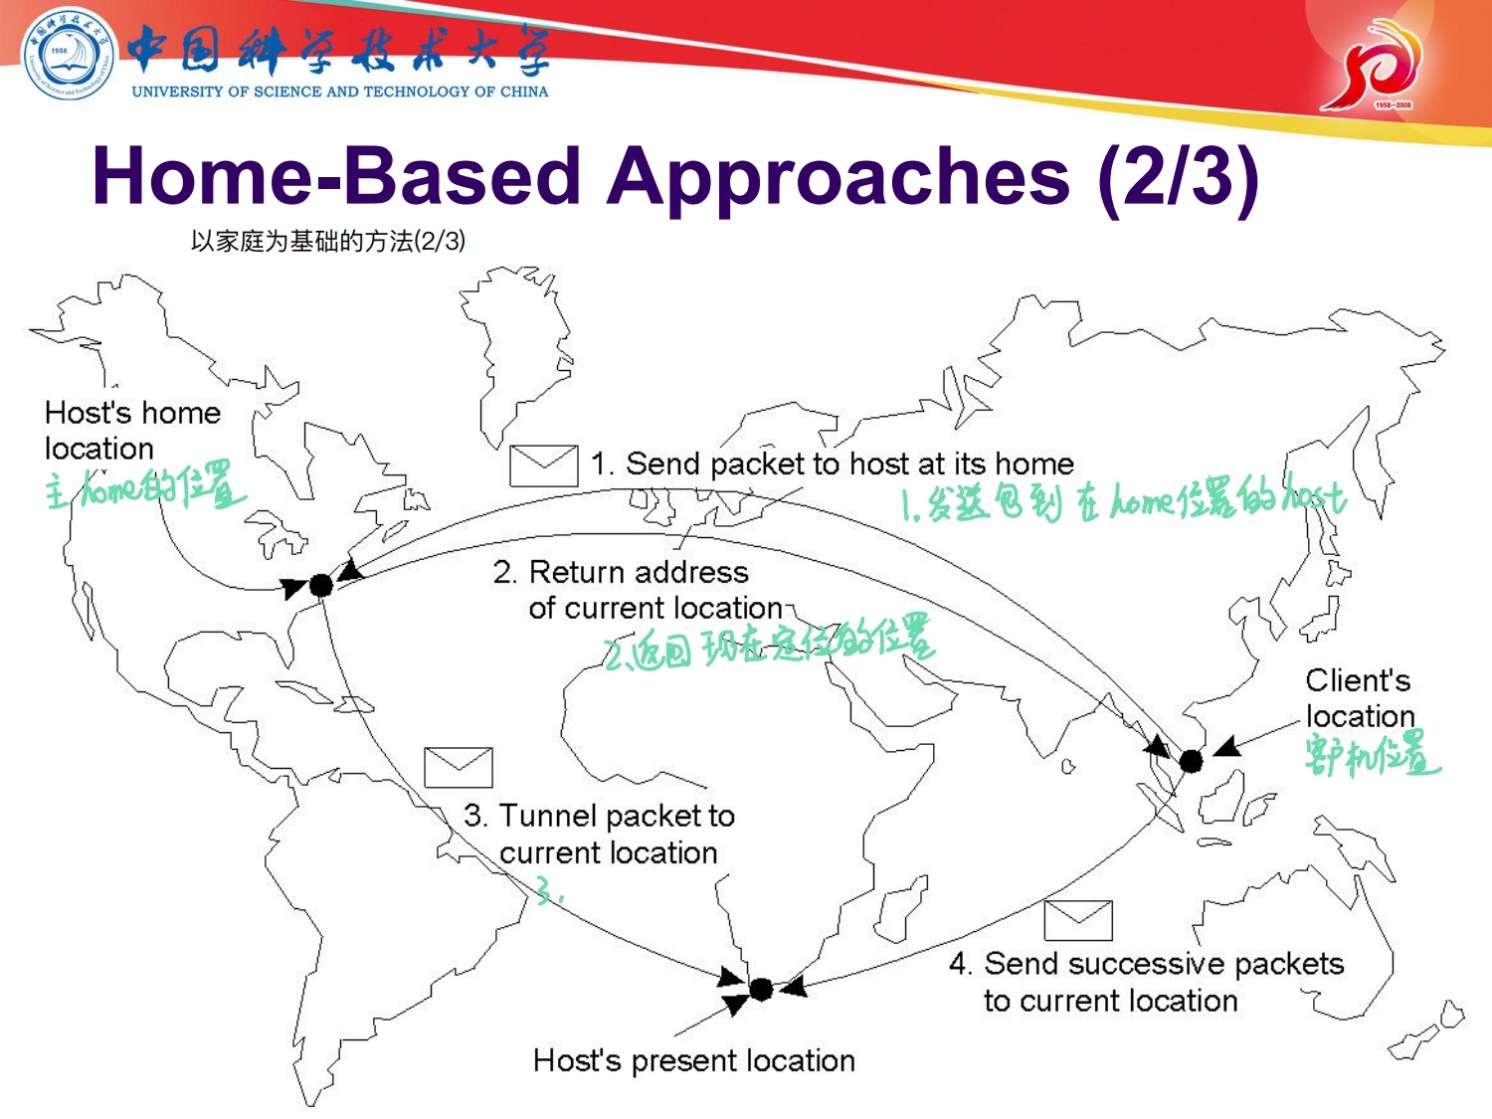 中国科学技术大学
UNIVERSITY OF SCIENCE AND TECHNOLOGY OF CHINA
1958
1958-2008
Home-Based Approaches (2/3)
以家庭为基础的方法(2/3)
Host's home
location
主home的位置
1. Send packet to host at its home
1.发送包到在home位置的host
2. Return address
of current location
2.返回现在定位的位置
Client's
location
客户机位置
3. Tunnel packet to
current location
3.
4. Send successive packets
to current location
Host's present location